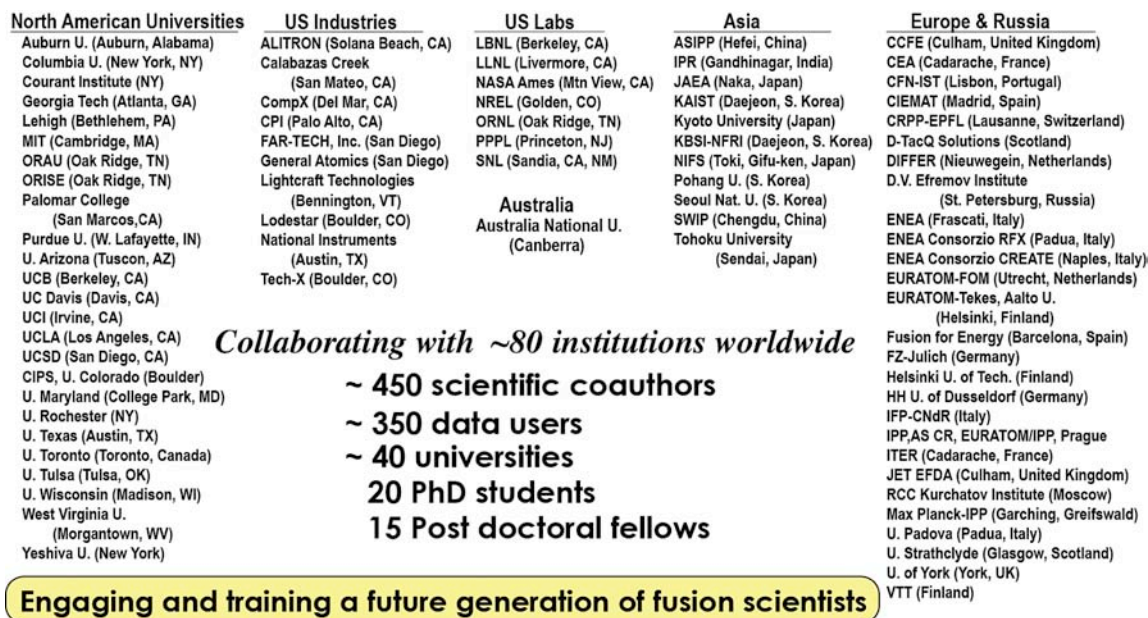 North American Universities
Auburn U. (Auburn, Alabama)
Columbia U. (New York, NY)
Courant Institute (NY)
Georgia Tech (Atlanta, GA)
Lehigh (Bethlehem, PA)
MIT (Cambridge, MA)
ORAU (Oak Ridge, TN)
ORISE (Oak Ridge, TN)
Palomar College
(San Marcos,CA)
Purdue U. (W. Lafayette, IN)
U. Arizona (Tuscon, AZ)
UCB (Berkeley, CA)
UC Davis (Davis, CA)
UCI (Irvine, CA)
UCLA (Los Angeles, CA)
UCSD (San Diego, CA)
CIPS, U. Colorado (Boulder)
U. Maryland (College Park, MD)
U. Rochester (NY)
U. Texas (Austin, TX)
U. Toronto (Toronto, Canada)
U. Tulsa (Tulsa, OK)
U. Wisconsin (Madison, WI)
West Virginia U.
(Morgantown, WV)
Yeshiva U. (New York)
US Industries
ALITRON (Solana Beach, CA)
Calabazas Creek
(San Mateo, CA)
CompX (Del Mar, CA)
CPI (Palo Alto, CA)
FAR-TECH, Inc. (San Diego)
General Atomics (San Diego)
Lightcraft Technologies
(Bennington, VT)
Lodestar (Boulder, CO)
National Instruments
(Austin, TX)
Tech-X (Boulder, CO)
US Labs
LBNL (Berkeley, CA)
LLNL (Livermore, CA)
NASA Ames (Mtn View, CA)
NREL (Golden, CO)
ORNL (Oak Ridge, TN)
PPPL (Princeton, NJ)
SNL (Sandia, CA, NM)
Australia
Australia National U.
(Canberra)
Asia
ASIPP (Hefei, China)
IPR (Gandhinagar, India)
JAEA (Naka, Japan)
KAIST (Daejeon, S. Korea)
Kyoto University (Japan)
KBSI-NFRI (Daejeon, S. Korea)
NIFS (Toki, Gifu-ken, Japan)
Pohang U. (S. Korea)
Seoul Nat. U. (S. Korea)
SWIP (Chengdu, China)
Tohoku University
(Sendai, Japan)
Europe & Russia
CCFE (Culham, United Kingdom)
CEA (Cadarache, France)
CFN-IST (Lisbon, Portugal)
CIEMAT (Madrid, Spain)
CRPP-EPFL (Lausanne, Switzerland)
D-TacQ Solutions (Scotland)
DIFFER (Nieuwegein, Netherlands)
D.V. Efremov Institute
(St. Petersburg, Russia)
ENEA (Frascati, Italy)
ENEA Consorzio RFX (Padua, Italy)
ENEA Consorzio CREATE (Naples, Italy)
EURATOM-FOM (Utrecht, Netherlands)
EURATOM-Tekes, Aalto U.
(Helsinki, Finland)
Fusion for Energy (Barcelona, Spain)
FZ-Julich (Germany)
Helsinki U. of Tech. (Finland)
HH U. of Dusseldorf (Germany)
IFP-CNdR (Italy)
IPP,AS CR, EURATOM/IPP, Prague
ITER (Cadarache, France)
JET EFDA (Culham, United Kingdom)
RCC Kurchatov Institute (Moscow)
Max Planck-IPP (Garching, Greifswald)
U. Padova (Padua, Italy)
U. Strathclyde (Glasgow, Scotland)
U. of York (York, UK)
VTT (Finland)
Collaborating with ~80 institutions worldwide
~ 450 scientific coauthors
~ 350 data users
~ 40 universities
20 PhD students
15 Post doctoral fellows
Engaging and training a future generation of fusion scientists